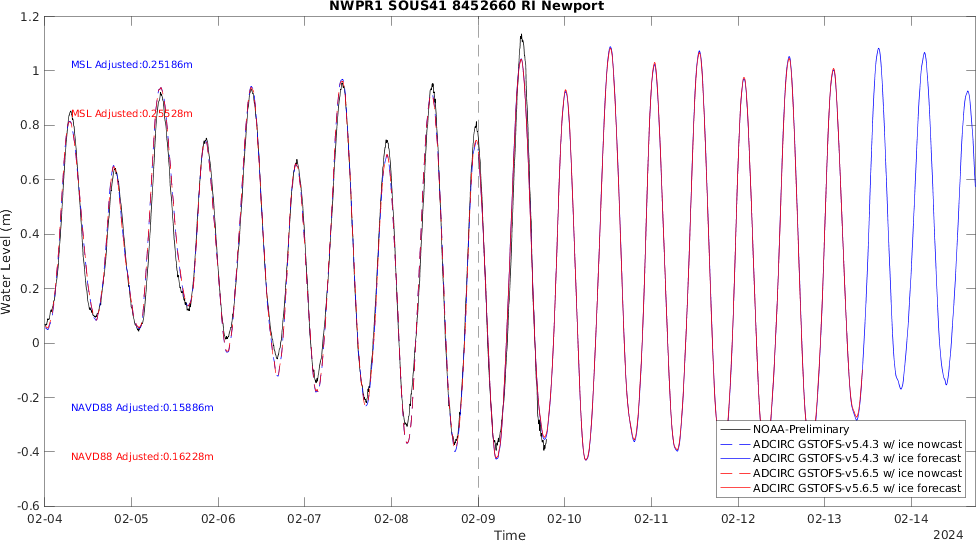 NWPR1 SOUS41 8452660 RI Newport
1.2
1
0.8
0.6
0.4
0.2
0
-0.2
-0.4
-0.6
Water Level (m)
MSL Adjusted:0.25186m
MSL Adjusted:0.25528m
NAVD88 Adjusted:0.15886m
NAVD88 Adjusted:0.16228m
NOAA-Preliminary
ADCIRC GSTOFS-v5.4.3 w/ ice nowcast
ADCIRC GSTOFS-v5.4.3 w/ ice forecast
ADCIRC GSTOFS-v5.6.5 w/ ice nowcast
ADCIRC GSTOFS-v5.6.5 w/ ice forecast
02-04 02-05 02-06 02-07 02-08 02-09 02-10 02-11 02-12 02-13 02-14
Time
2024